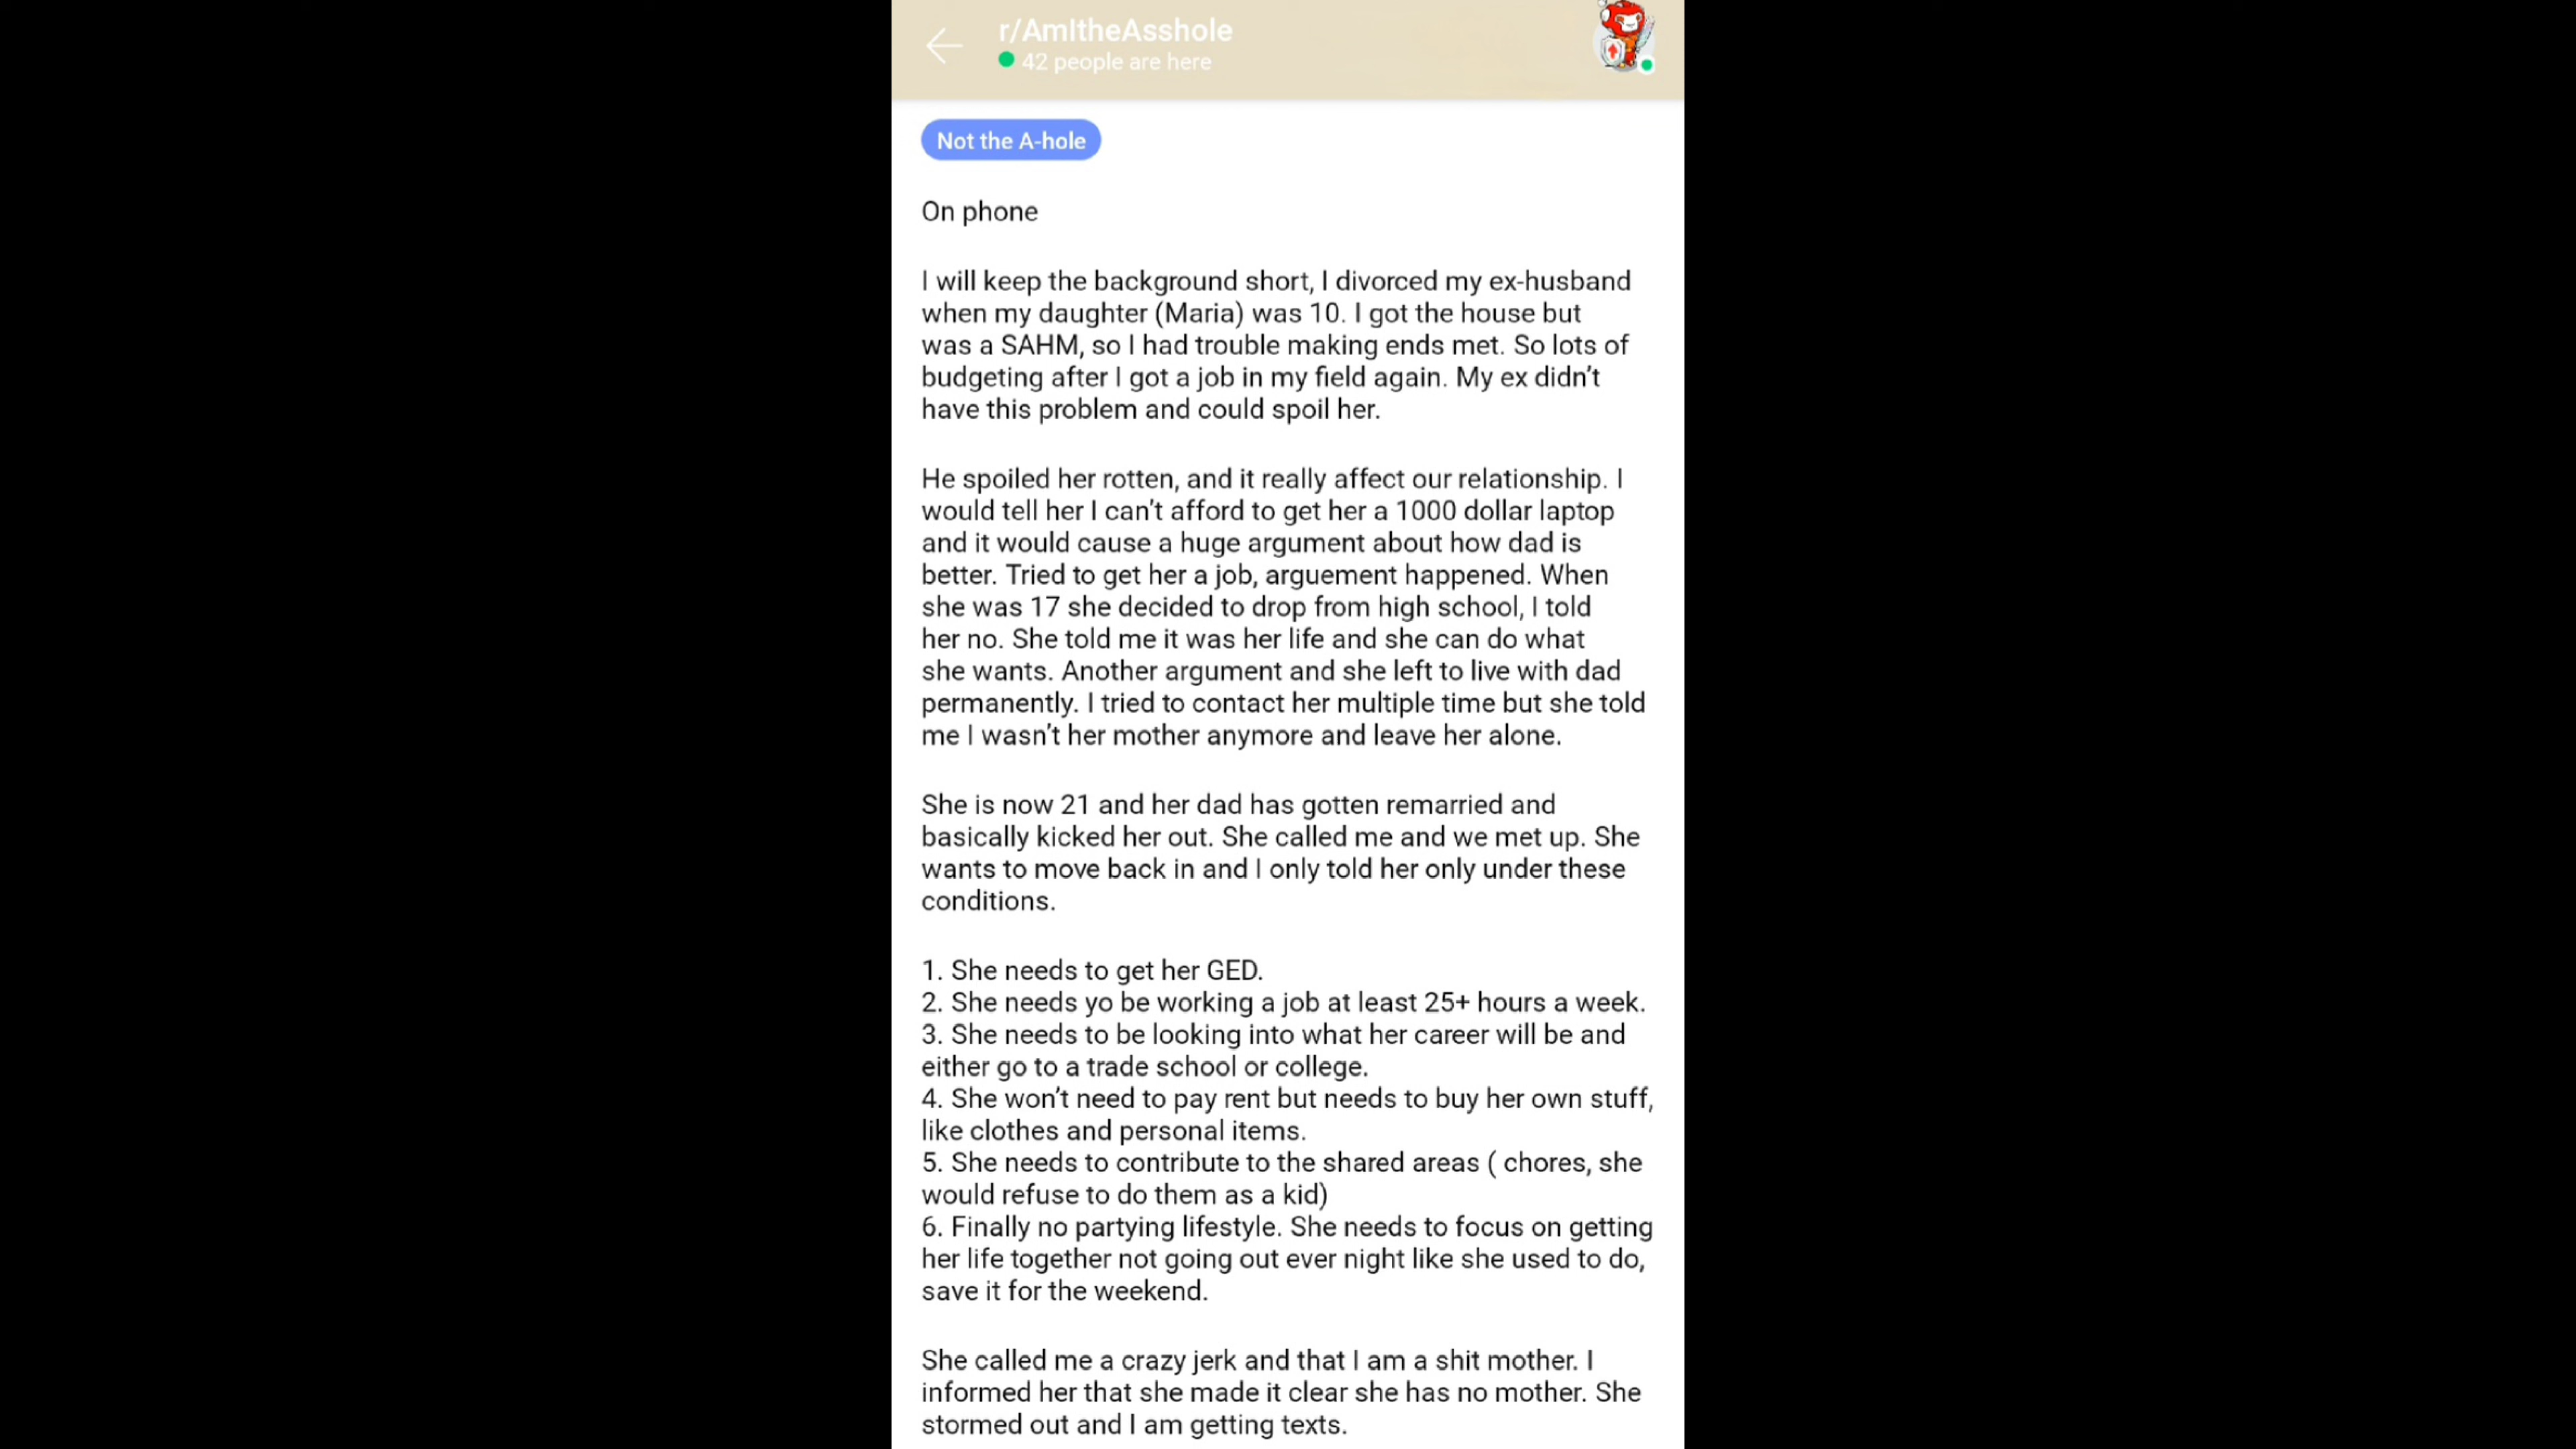 r/AmItheAsshole
42 people are here
Not the A-hole
On phone
I will keep the background short, I divorced my ex-husband
when my daughter (Maria) was 10. I got the house but
was a SAHM, so I had trouble making ends met. So lots of
budgeting after I got a job in my field again. My ex didn’t
have this problem and could spoil her.
He spoiled her rotten, and it really affect our relationship. I
would tell her I can’t afford to get her a 1000 dollar laptop
and it would cause a huge argument about how dad is
better. Tried to get her a job, arguement happened. When
she was 17 she decided to drop from high school, I told
her no. She told me it was her life and she can do what
she wants. Another argument and she left to live with dad
permanently. I tried to contact her multiple time but she told
me I wasn’t her mother anymore and leave her alone.
She is now 21 and her dad has gotten remarried and
basically kicked her out. She called me and we met up. She
wants to move back in and I only told her only under these
conditions.
1. She needs to get her GED.
2. She needs yo be working a job at least 25+ hours a week.
3. She needs to be looking into what her career will be and
either go to a trade school or college.
4. She won’t need to pay rent but needs to buy her own stuff,
like clothes and personal items.
5. She needs to contribute to the shared areas ( chores, she
would refuse to do them as a kid)
6. Finally no partying lifestyle. She needs to focus on getting
her life together not going out ever night like she used to do,
save it for the weekend.
She called me a crazy jerk and that I am a shit mother. I
informed her that she made it clear she has no mother. She
stormed out and I am getting texts.